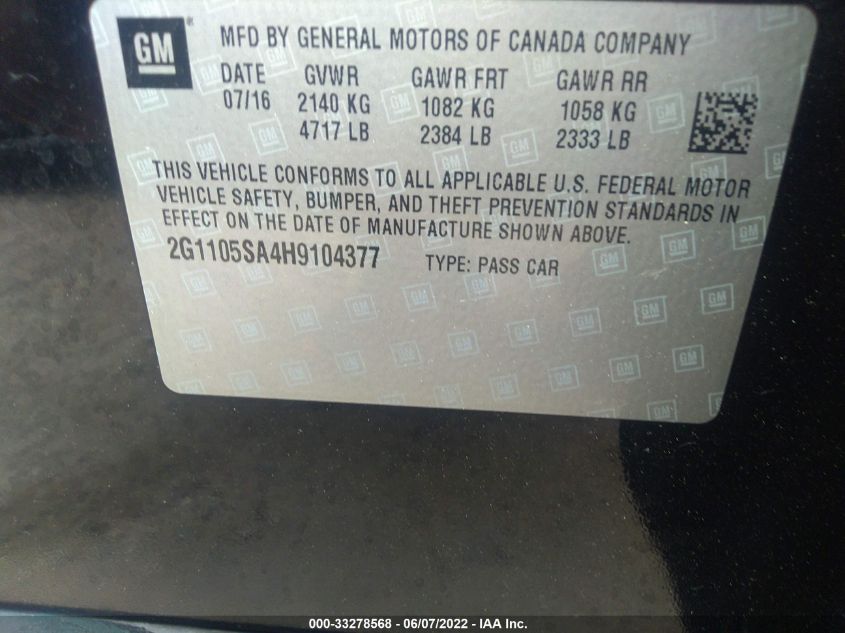 GM ® MFD BY GENERAL MOTORS OF CANADA COMPANY
DATE GVWR GAWR FRT GAWR RR
07/16 2140 KG 1082 KG 1058 KG
4717 LB 2384 LB 2333 LB
THIS VEHICLE CONFORMS TO ALL APPLICABLE U.S. FEDERAL MOTOR
VEHICLE SAFETY, BUMPER, AND THEFT PREVENTION STANDARDS IN
EFFECT ON THE DATE OF MANUFACTURE SHOWN ABOVE.
2G1105SA4H9104377 TYPE: PASS CAR
000-33278568 - 06/07/2022 - IAA Inc.